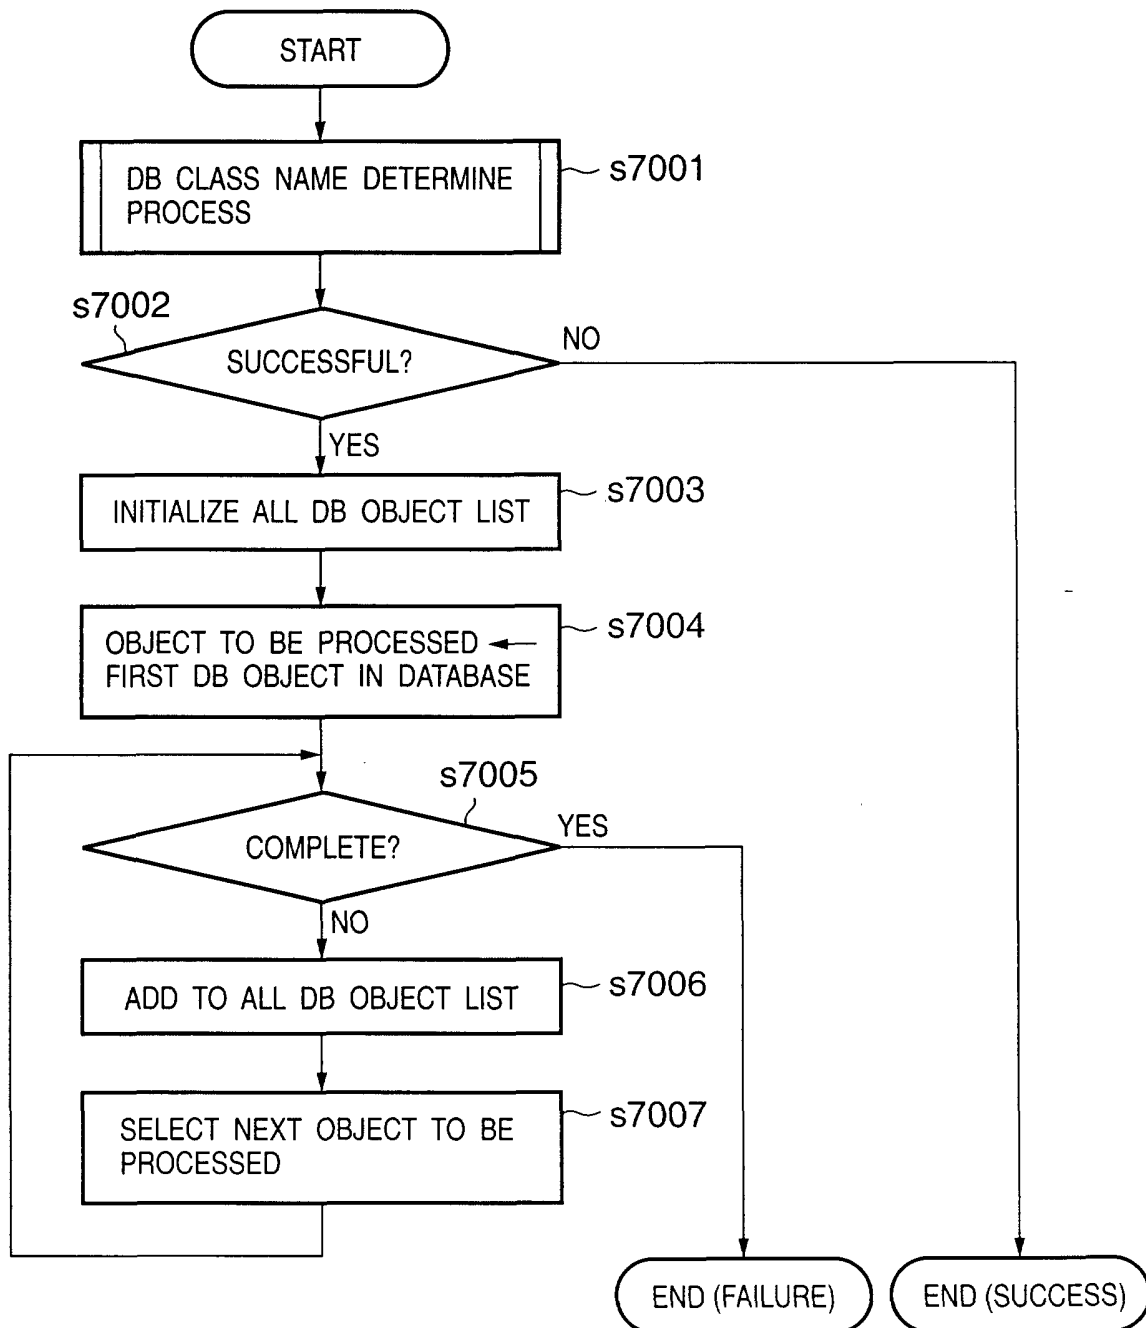 START
DB CLASS NAME DETERMINE
PROCESS
s7001
s7002
SUCCESSFUL?
NO
YES
INITIALIZE ALL DB OBJECT LIST
s7003
OBJECT TO BE PROCESSED ←
FIRST DB OBJECT IN DATABASE
s7004
s7005
COMPLETE?
YES
NO
ADD TO ALL DB OBJECT LIST
s7006
SELECT NEXT OBJECT TO BE
PROCESSED
s7007
END (FAILURE)
END (SUCCESS)